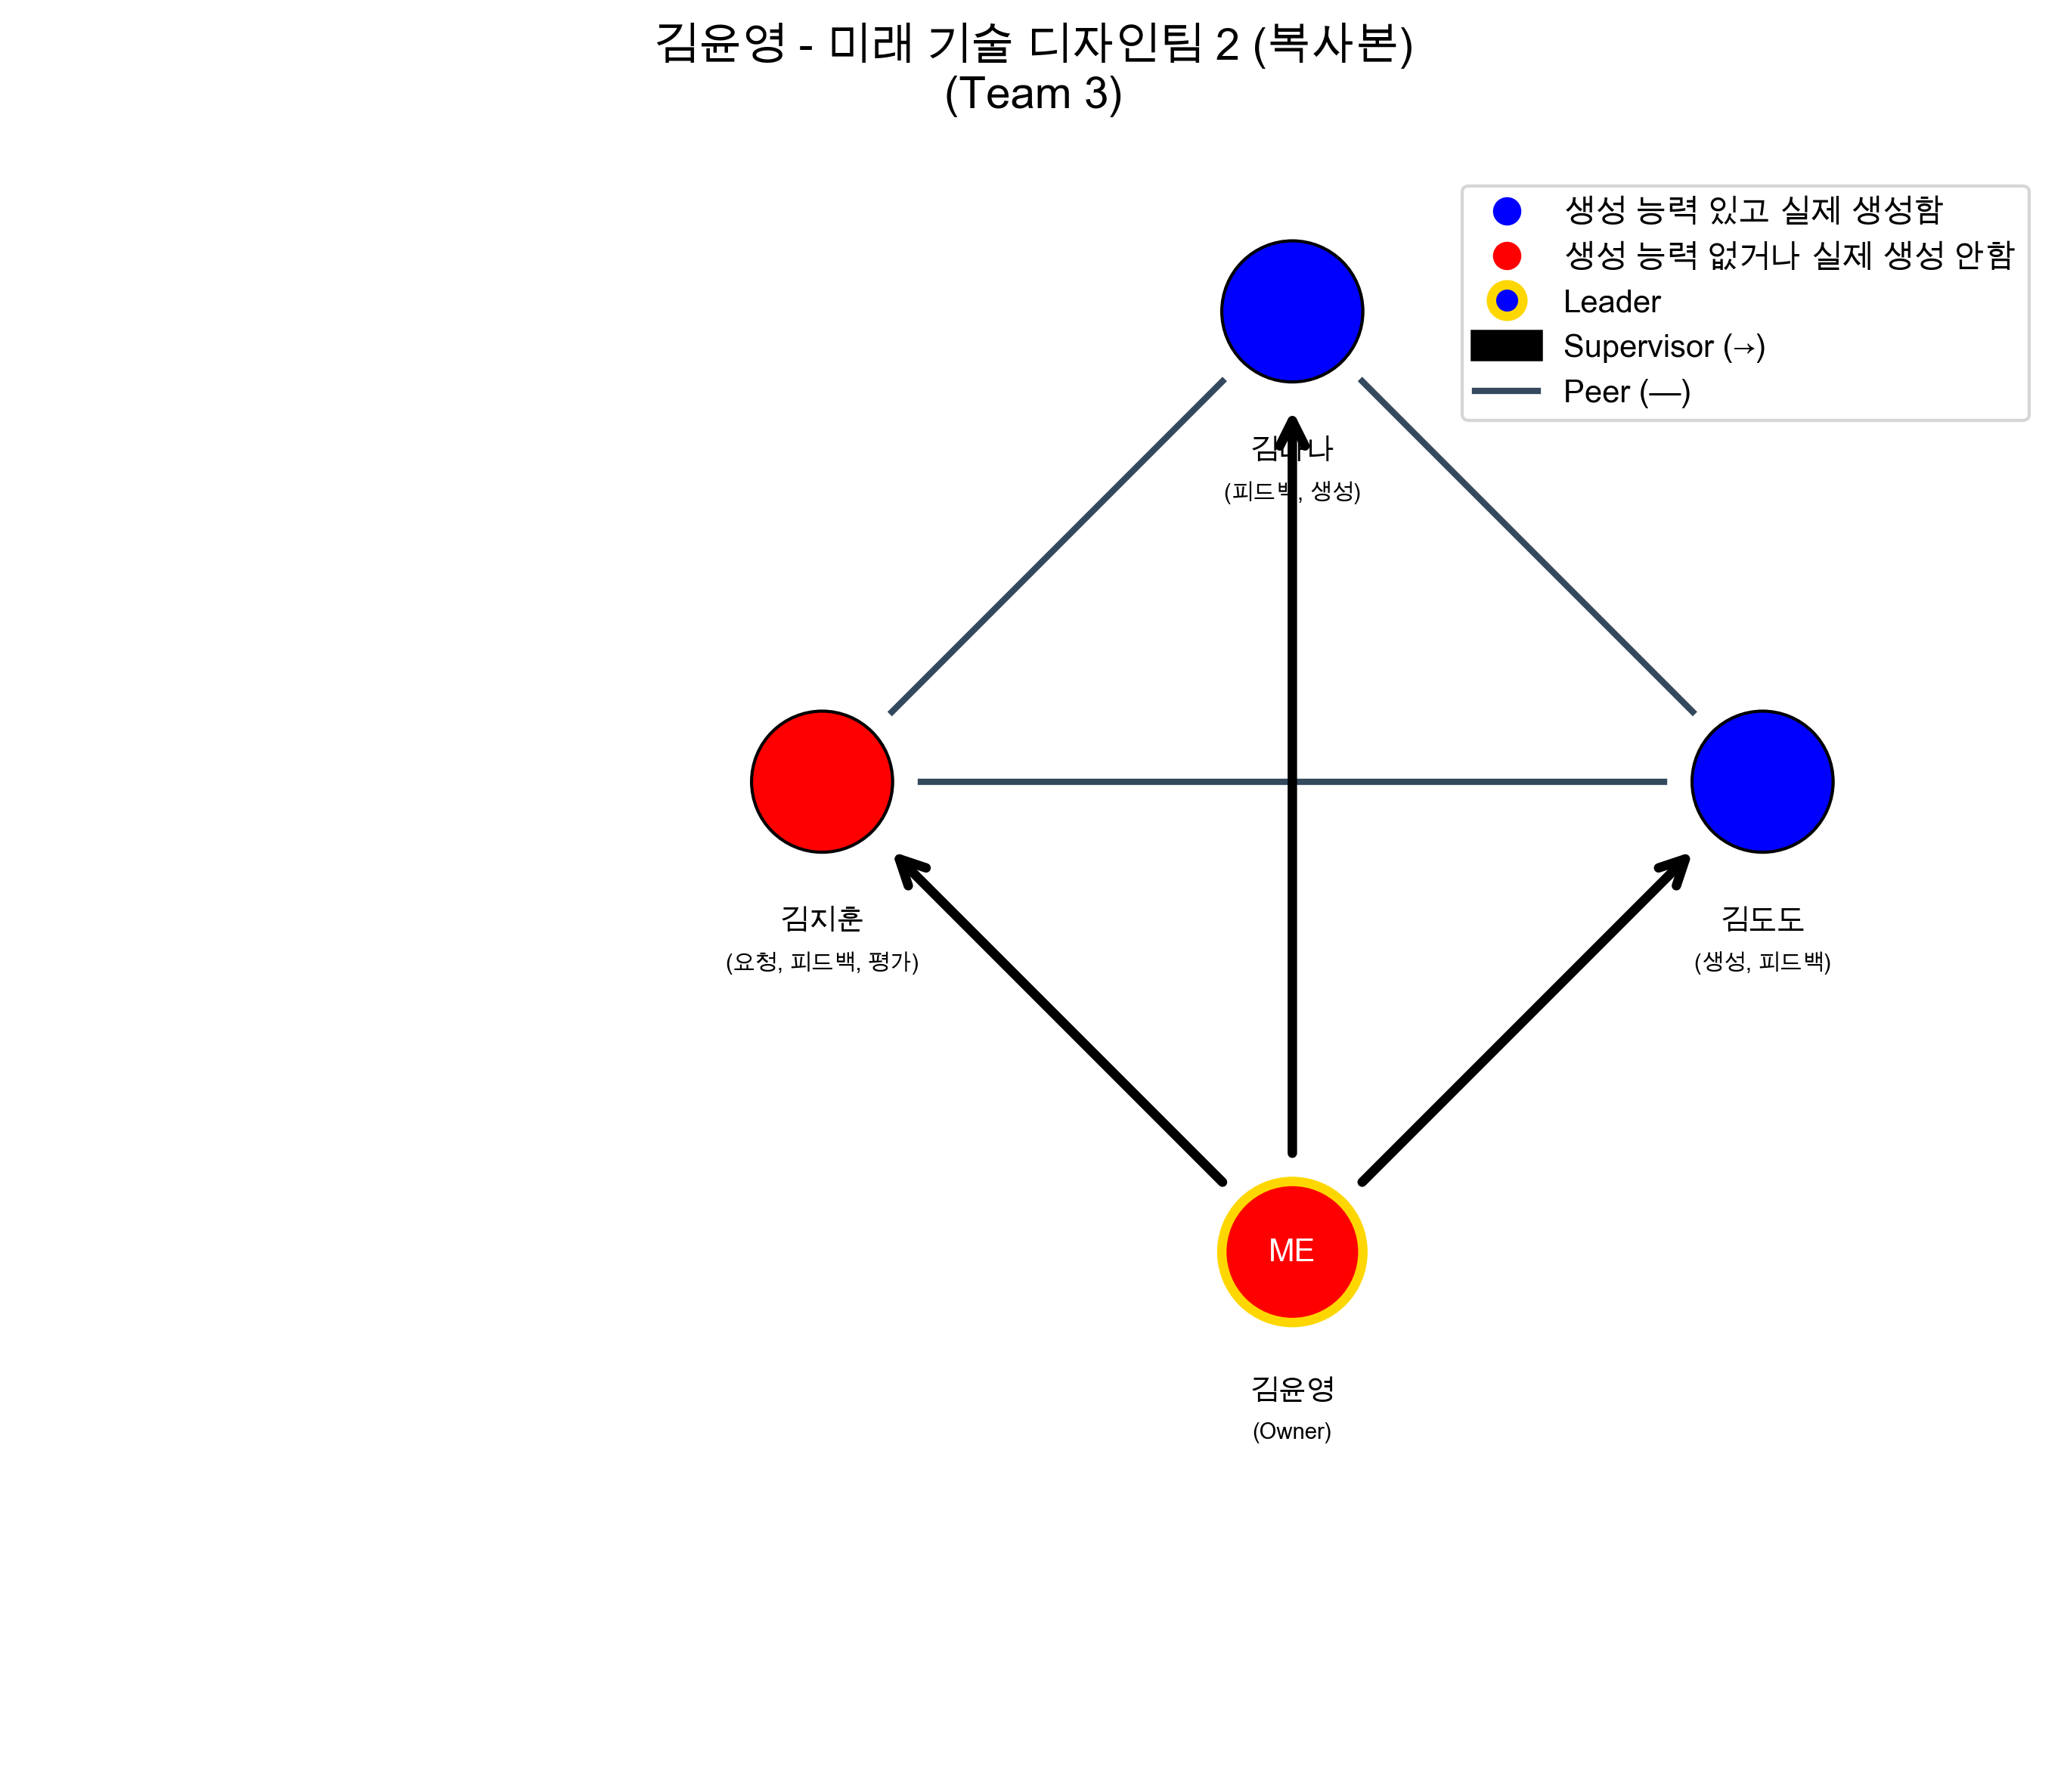 김윤영 - 미래 기술 디자인팀 2 (복사본)
(Team 3)
생성 능력 있고 실제 생성함
생성 능력 없거나 실제 생성 안함
Leader
Supervisor (→)
Peer (—)
(피드백, 생성)
김지훈
(요청, 피드백, 평가)
김도도
(생성, 피드백)
ME
김윤영
(Owner)